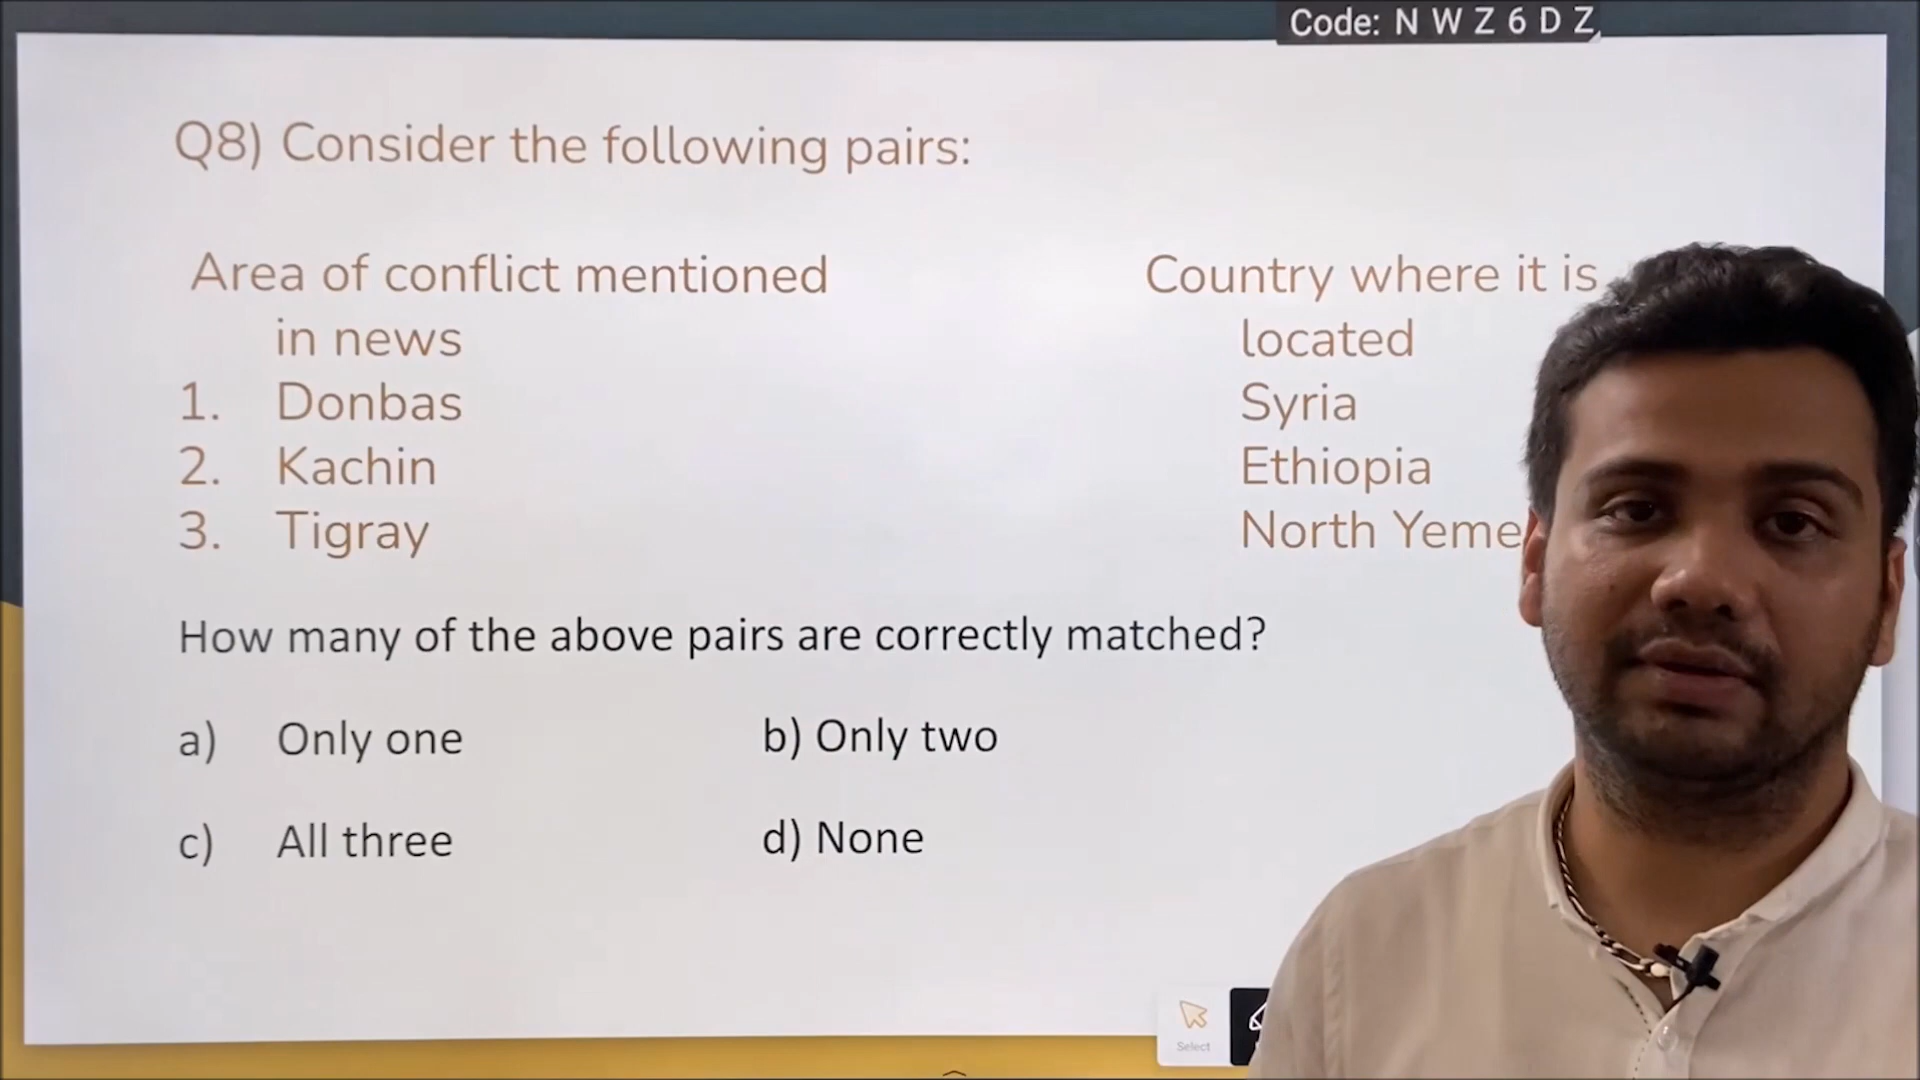 Code: N W Z 6 D Z
Q8) Consider the following pairs:
Area of conflict mentioned in news
Country where it is located
1. Donbas Syria
2. Kachin Ethiopia
3. Tigray North Yeme
How many of the above pairs are correctly matched?
a) Only one b) Only two
c) All three d) None
Select